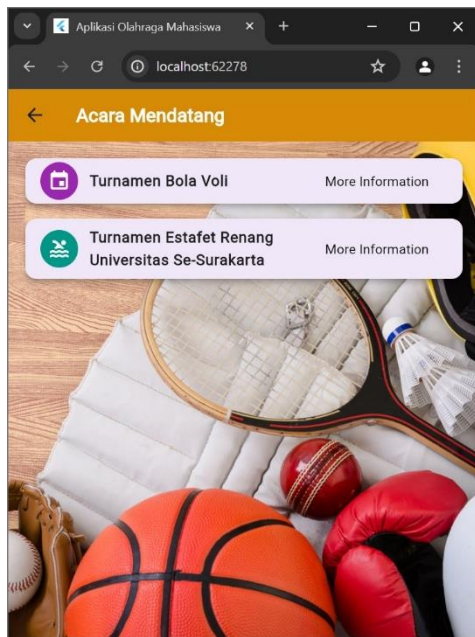 Aplikasi Olahraga Mahasiswa
localhost:62278
Acara Mendatang
Turnamen Bola Voli
More Information
Turnamen Estafet Renang
Universitas Se-Surakarta
More Information